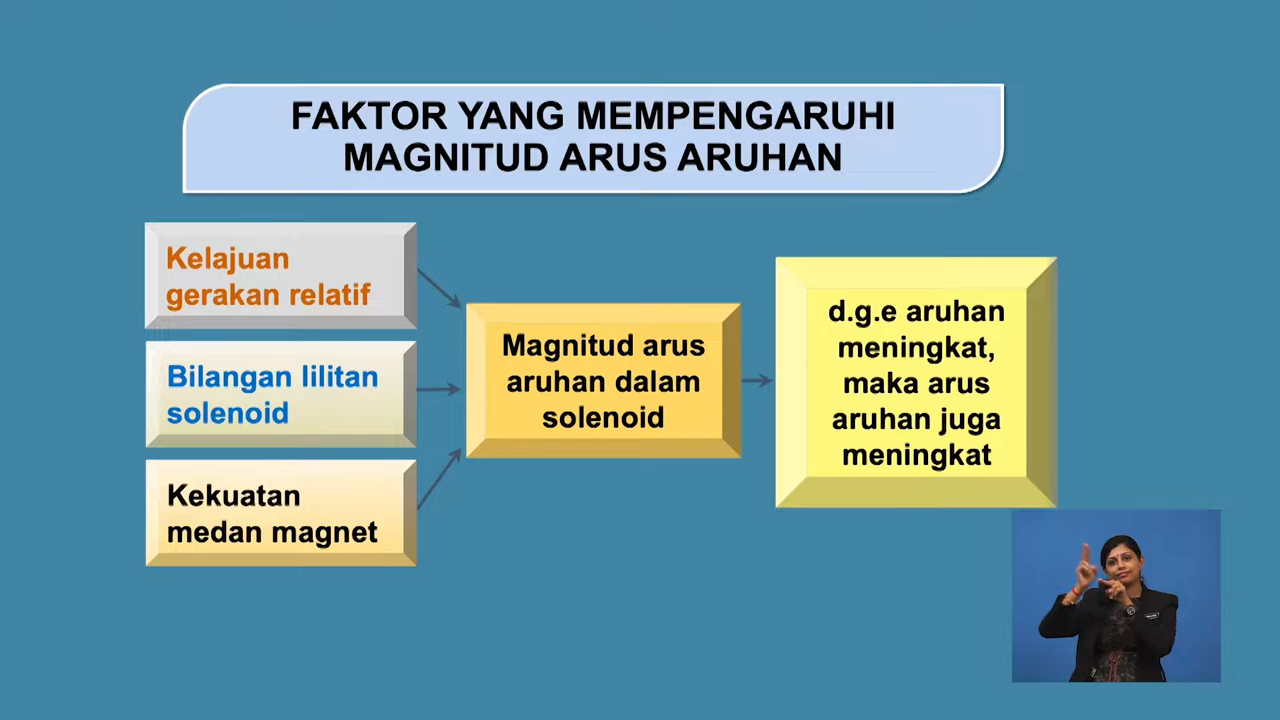 FAKTOR YANG MEMPENGARUHI
MAGNITUD ARUS ARUHAN
Kelajuan
gerakan relatif
Bilangan lilitan
solenoid
Kekuatan
medan magnet
Magnitud arus
aruhan dalam
solenoid
d.g.e aruhan
meningkat,
maka arus
aruhan juga
meningkat